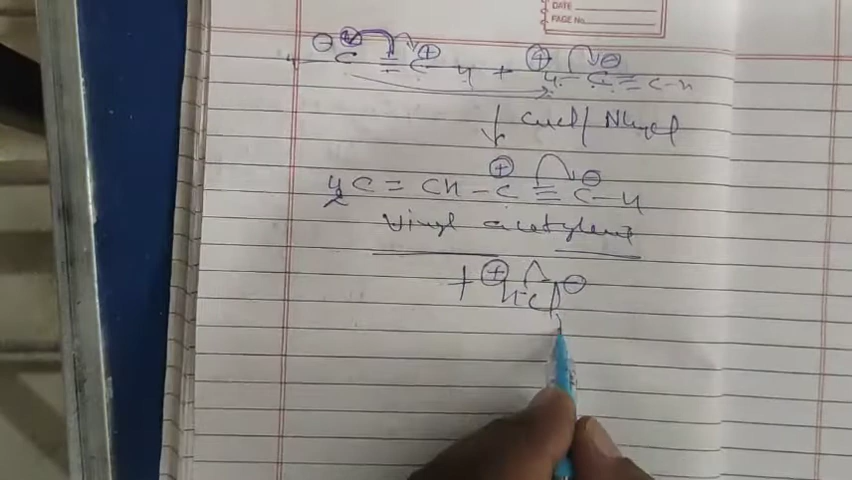 DATE
PAGE No.
⊖ ⊕ ⊕ ⊕ ⊖
H–C≡C–H + H–C≡C–H
↓ CuCl/NH4Cl
⊕ ⊖
H2C = CH – C ≡ C–H
Vinyl acetylene
+ ⊕ ⊖
H–Cl